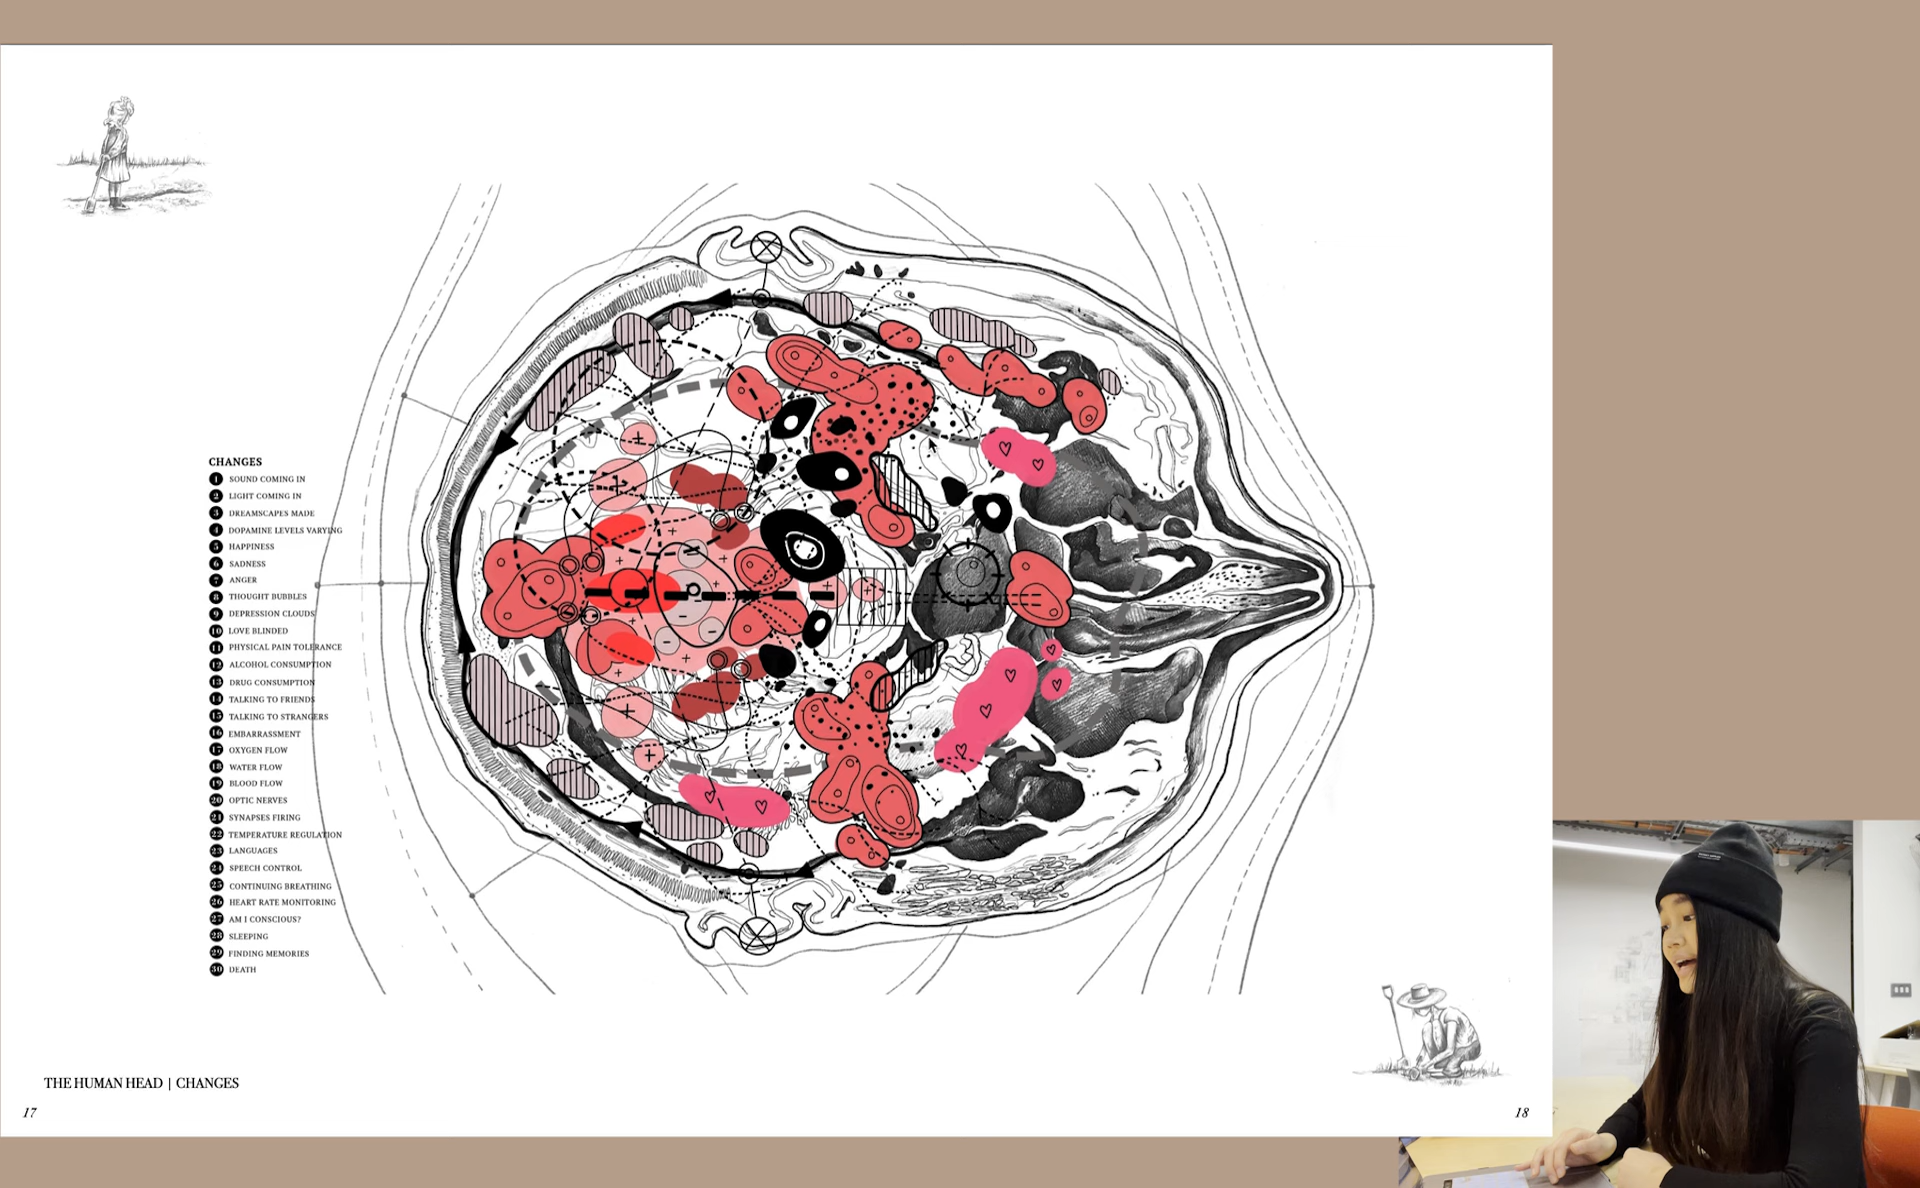 CHANGES
1 SOUND COMING IN
2 LIGHT COMING IN
3 DREAMSCAPES MADE
4 DOPAMINE LEVELS VARYING
5 HAPPINESS
6 SADNESS
7 ANGER
8 THOUGHT BUBBLES
9 DEPRESSION CLOUDS
10 LOVE BLINDED
11 PHYSICAL PAIN TOLERANCE
12 ALCOHOL CONSUMPTION
13 DRUG CONSUMPTION
14 TALKING TO FRIENDS
15 TALKING TO STRANGERS
16 EMBARRASSMENT
17 OXYGEN FLOW
18 WATER FLOW
19 BLOOD FLOW
20 OPTIC NERVES
21 SYNAPSES FIRING
22 TEMPERATURE REGULATION
23 LANGUAGES
24 SPEECH CONTROL
25 CONTINUING BREATHING
26 HEART RATE MONITORING
27 AM I CONSCIOUS?
28 SLEEPING
29 FINDING MEMORIES
30 DEATH
THE HUMAN HEAD | CHANGES
17
18